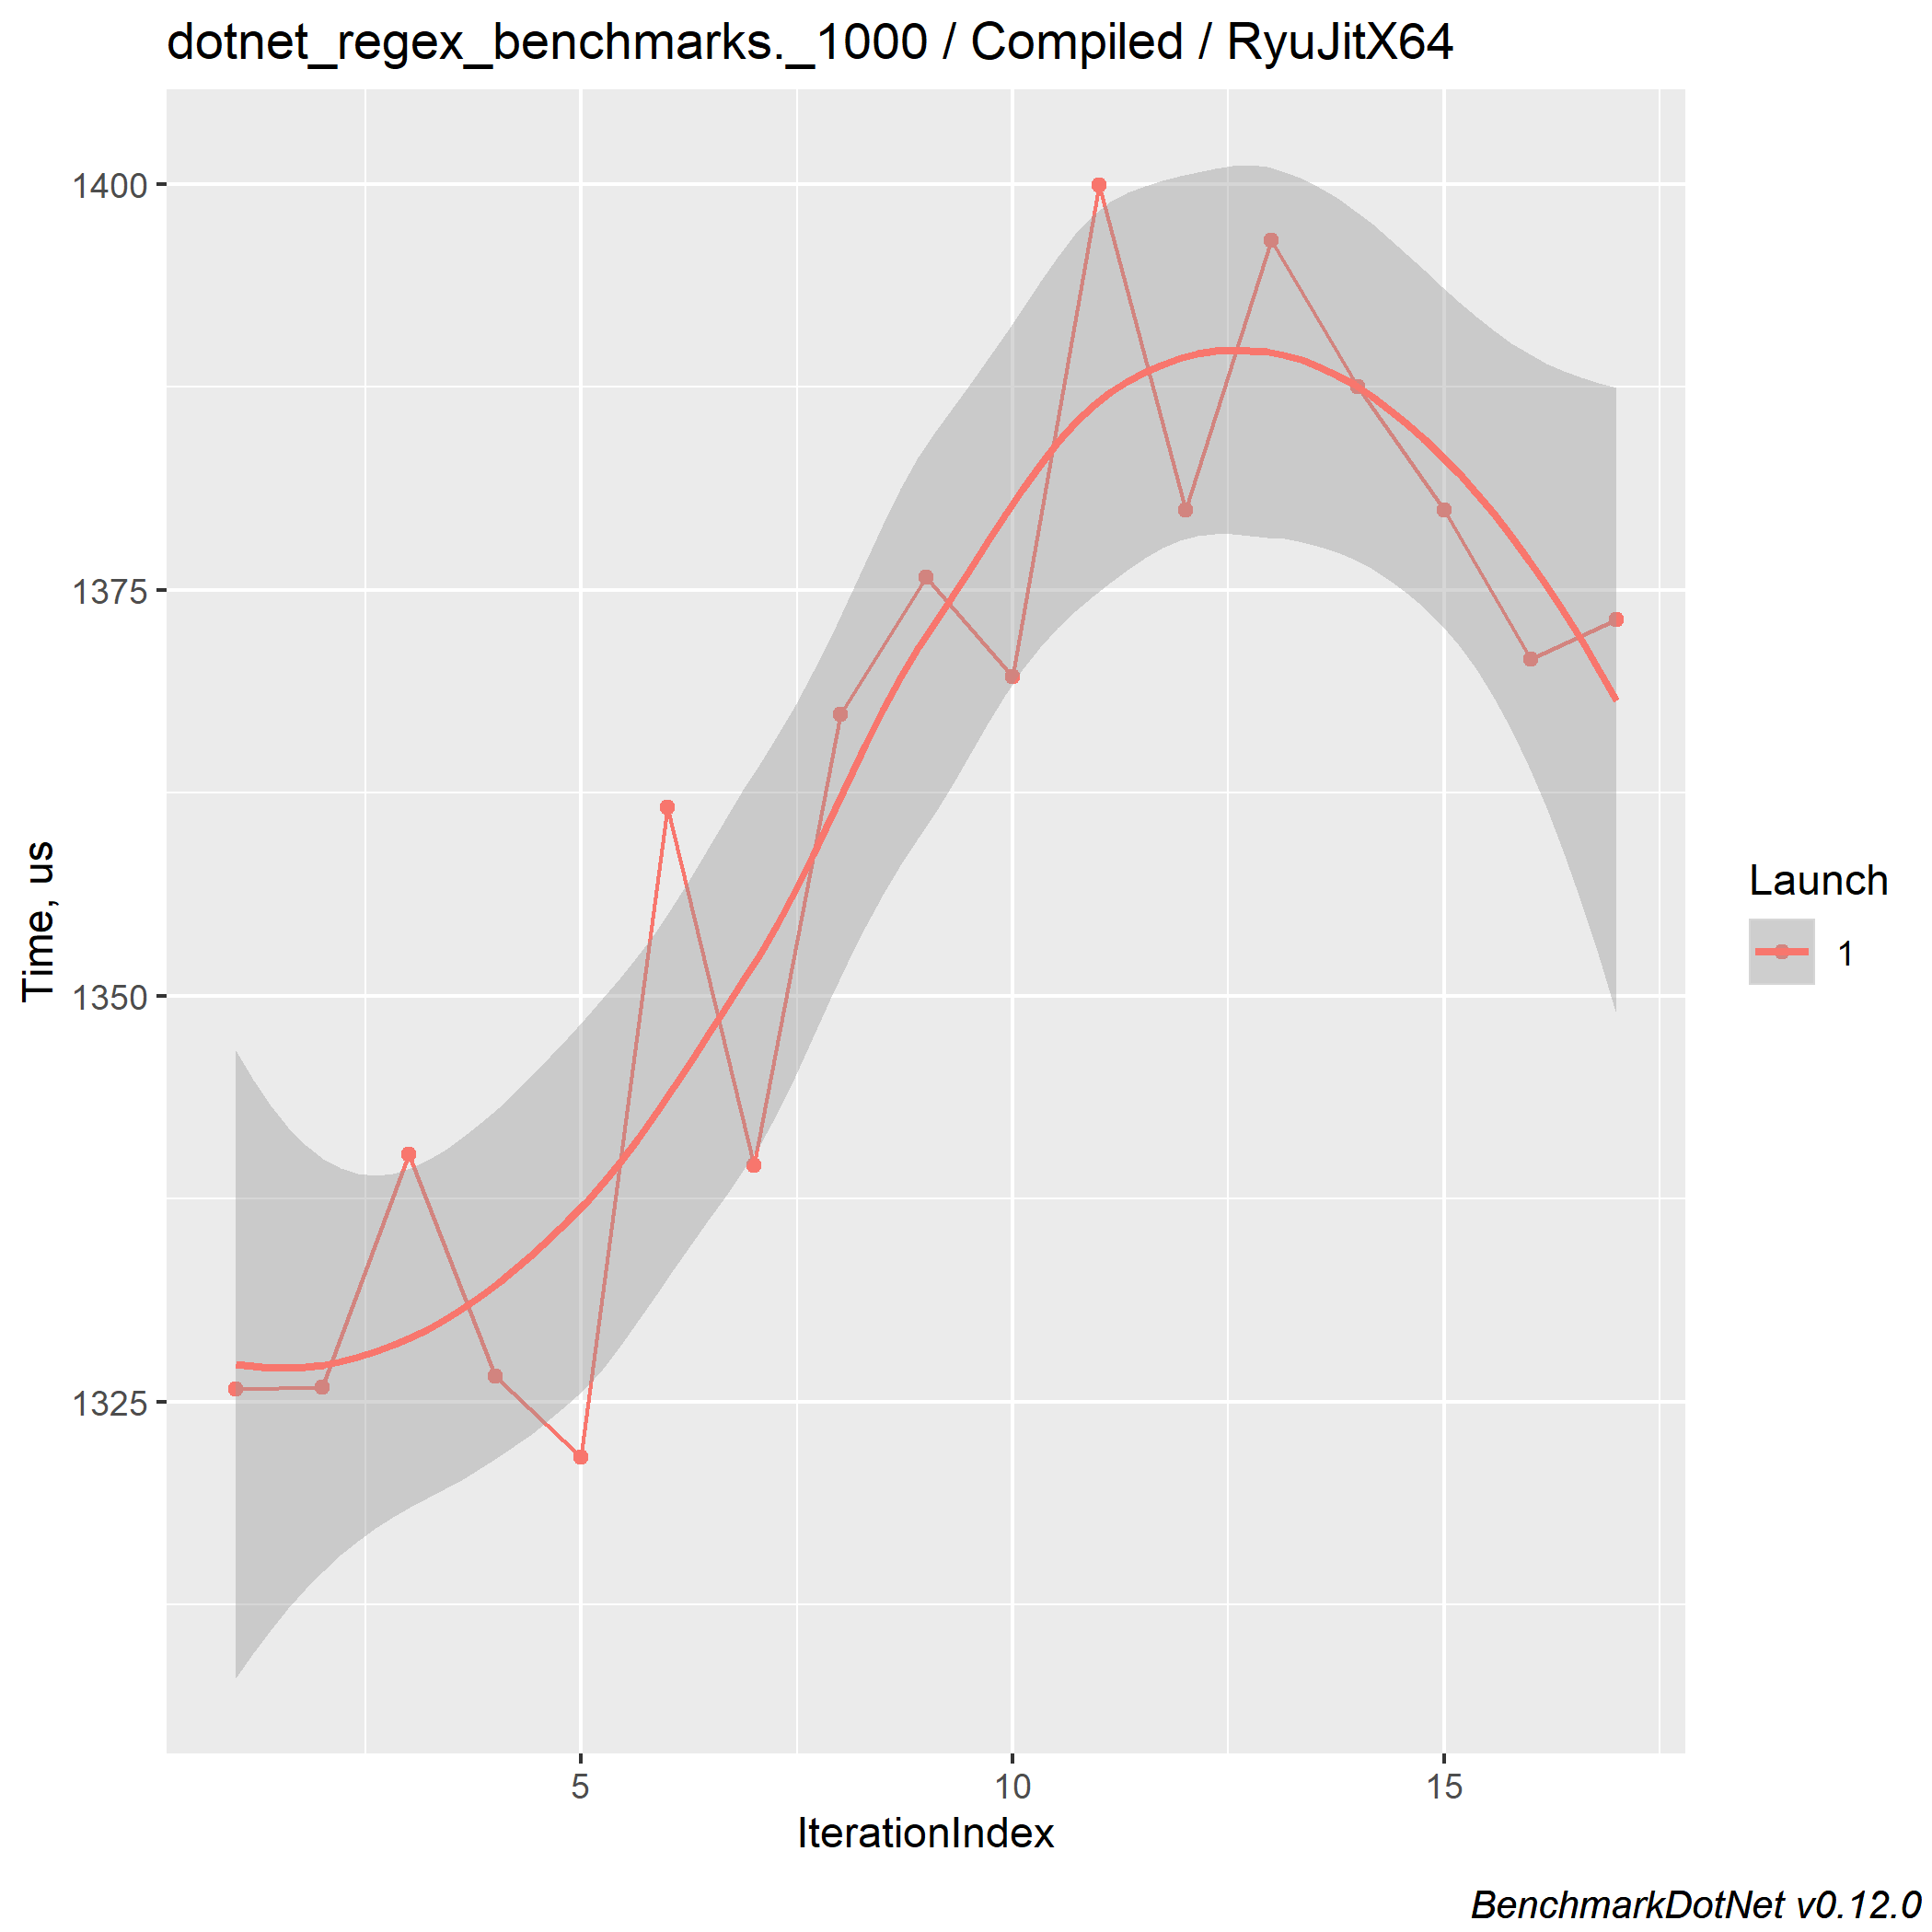 dotnet_regex_benchmarks._1000 / Compiled / RyuJitX64
1400
1375
1350
1325
Time, us
5
10
15
IterationIndex
Launch
1
BenchmarkDotNet v0.12.0